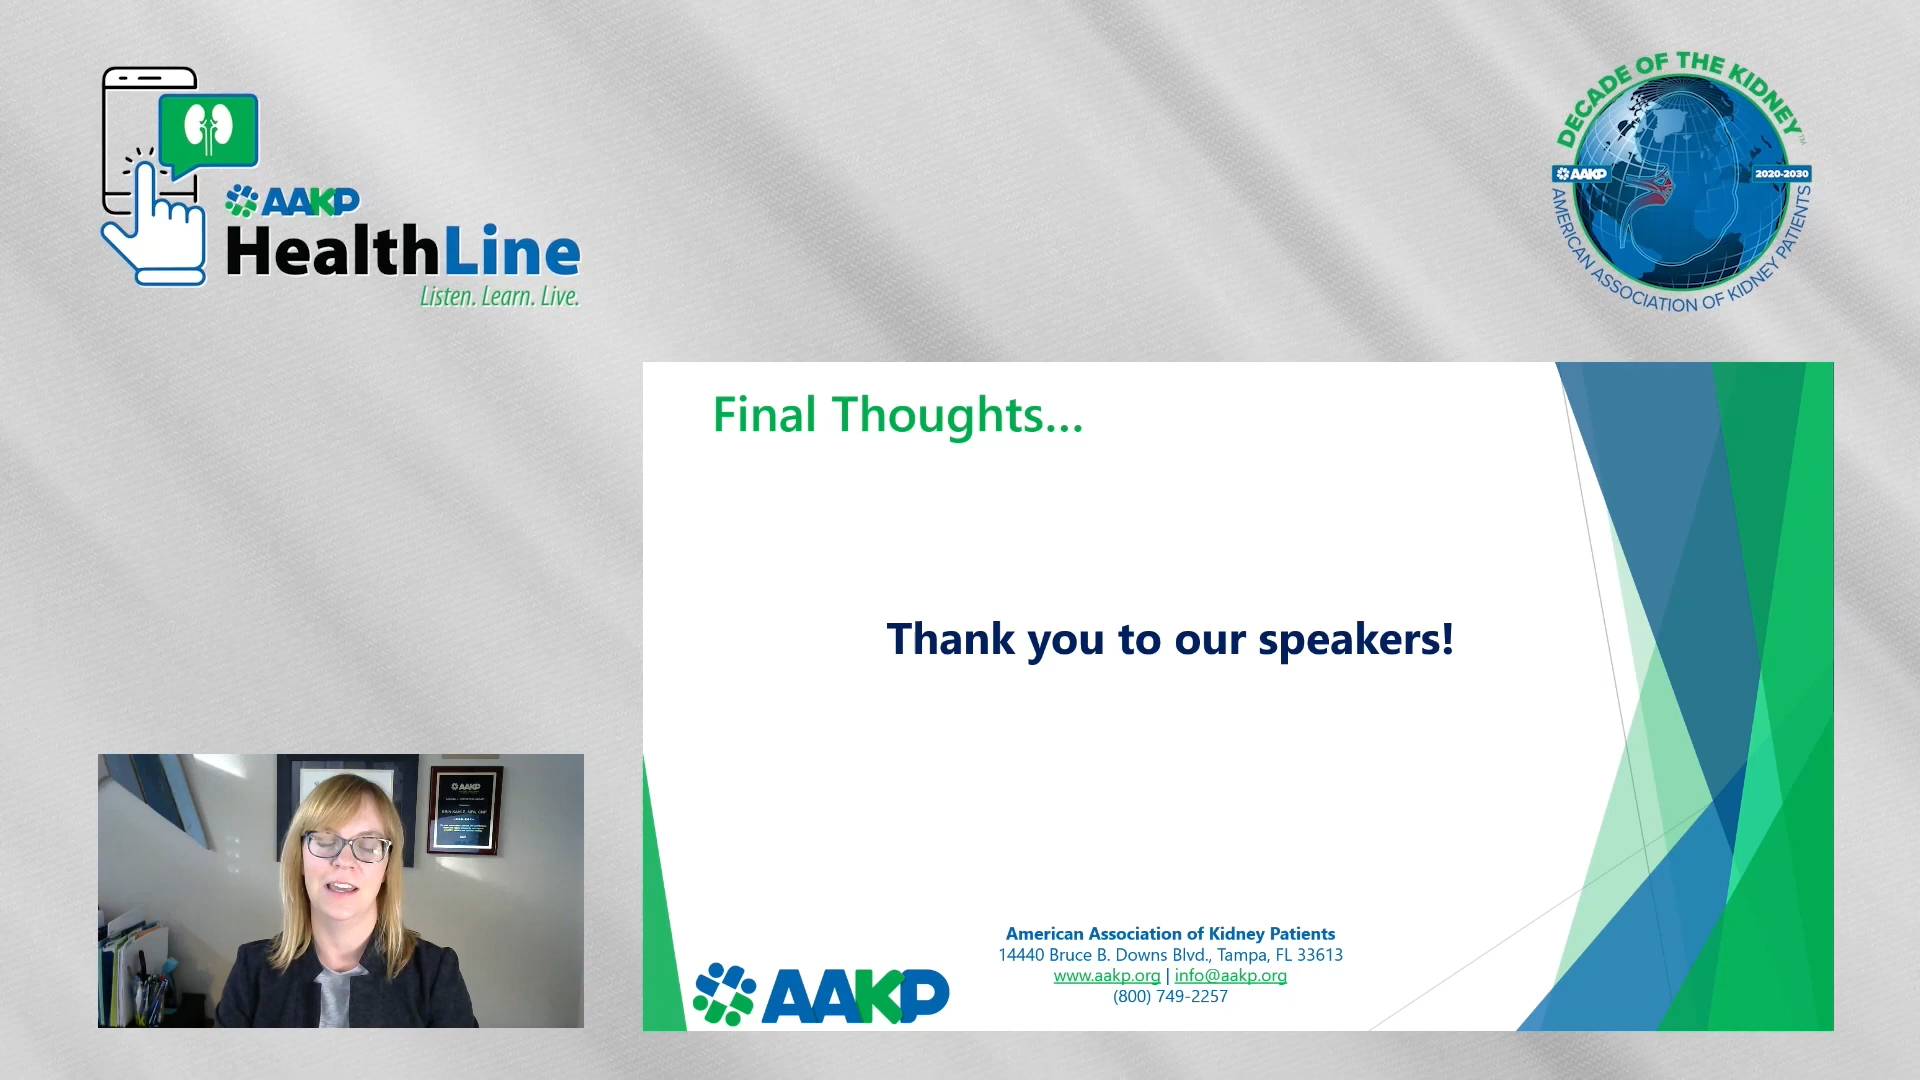 AAKP
HealthLine
Listen. Learn. Live.
DECADE OF THE KIDNEY™
AAKP
2020-2030
AMERICAN ASSOCIATION OF KIDNEY PATIENTS
Final Thoughts...
Thank you to our speakers!
AAKP
American Association of Kidney Patients
14440 Bruce B. Downs Blvd., Tampa, FL 33613
www.aakp.org | info@aakp.org
(800) 749-2257
AAKP